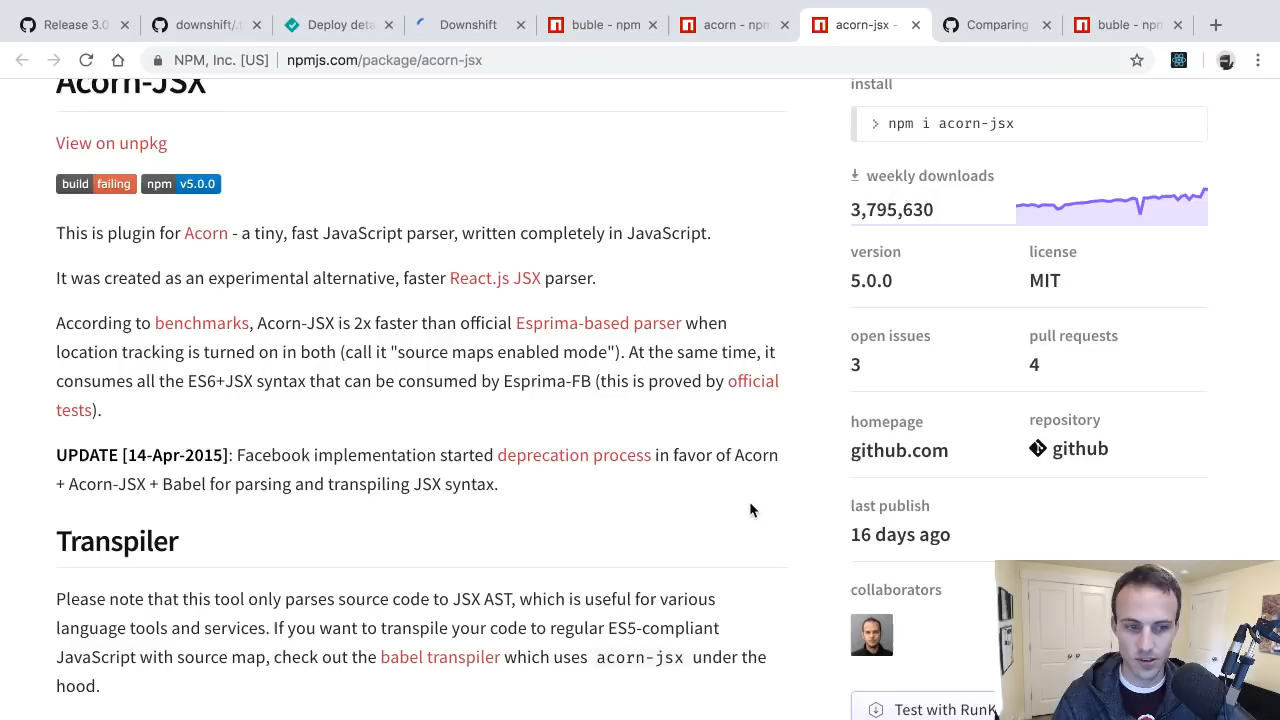 Release 3.0
downshift/.t
Deploy deta
Downshift
buble - npm
acorn - npm
acorn-jsx -
Comparing
buble - npm
NPM, Inc. [US]
npmjs.com/package/acorn-jsx
Acorn-JSX
View on unpkg
build failing npm v5.0.0
This is plugin for Acorn - a tiny, fast JavaScript parser, written completely in JavaScript.
It was created as an experimental alternative, faster React.js JSX parser.
According to benchmarks, Acorn-JSX is 2x faster than official Esprima-based parser when
location tracking is turned on in both (call it "source maps enabled mode"). At the same time, it
consumes all the ES6+JSX syntax that can be consumed by Esprima-FB (this is proved by official
tests).
UPDATE [14-Apr-2015]: Facebook implementation started deprecation process in favor of Acorn
+ Acorn-JSX + Babel for parsing and transpiling JSX syntax.
Transpiler
Please note that this tool only parses source code to JSX AST, which is useful for various
language tools and services. If you want to transpile your code to regular ES5-compliant
JavaScript with source map, check out the babel transpiler which uses acorn-jsx under the
hood.
install
> npm i acorn-jsx
weekly downloads
3,795,630
version
license
5.0.0
MIT
open issues
pull requests
3
4
homepage
repository
github.com
github
last publish
16 days ago
collaborators
Test with RunK